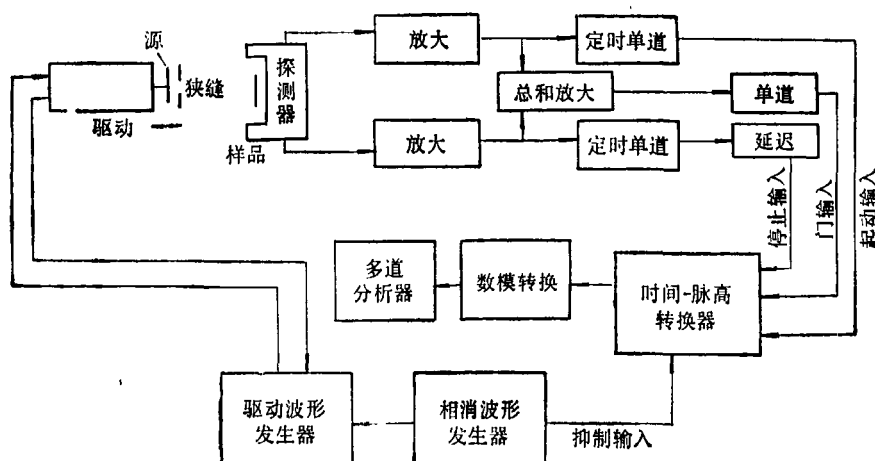 源
狭缝
驱动
探测器
样品
放大
定时单道
总和放大
单道
放大
定时单道
延迟
停止输入
门输入
起动输入
多道
分析器
数模转换
时间-脉高
转换器
驱动波形
发生器
相消波形
发生器
抑制输入